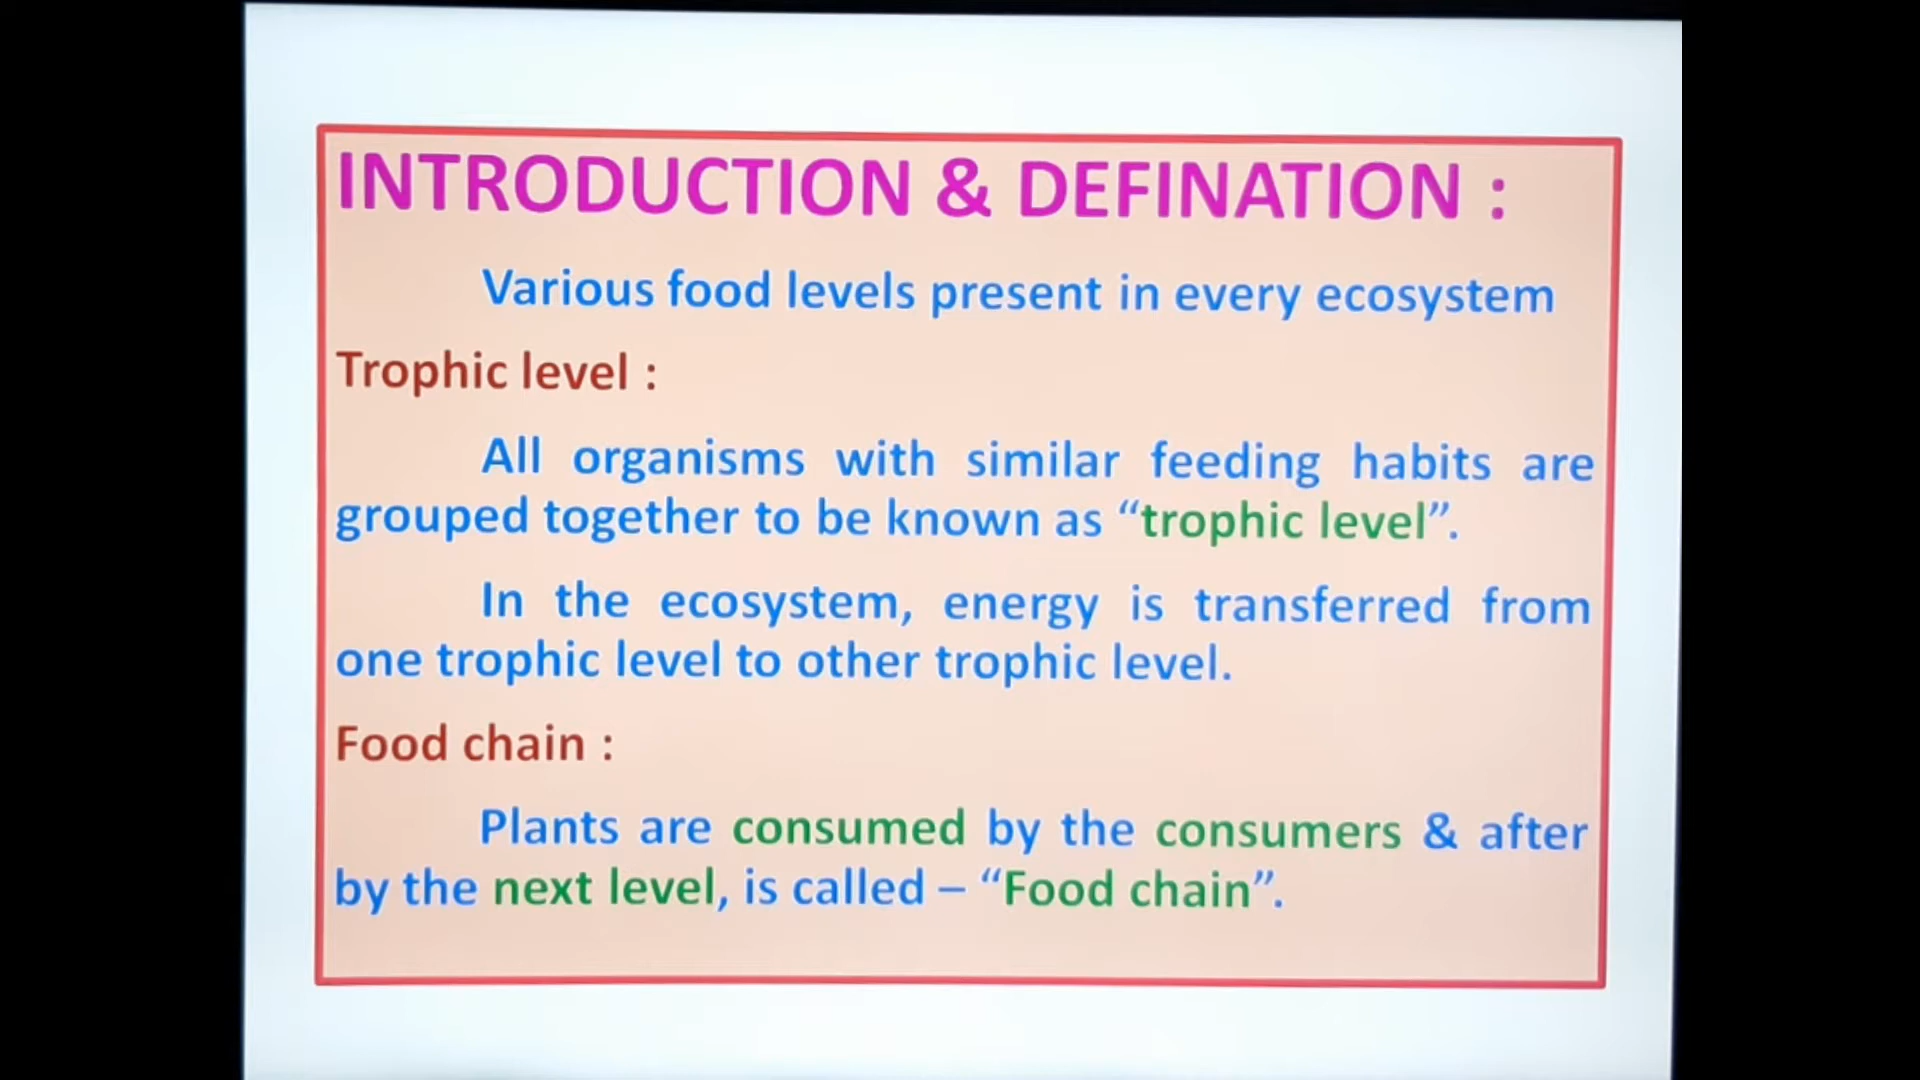 INTRODUCTION & DEFINATION :
Various food levels present in every ecosystem
Trophic level :
All organisms with similar feeding habits are
grouped together to be known as “trophic level”.
In the ecosystem, energy is transferred from
one trophic level to other trophic level.
Food chain :
Plants are consumed by the consumers & after
by the next level, is called – “Food chain”.